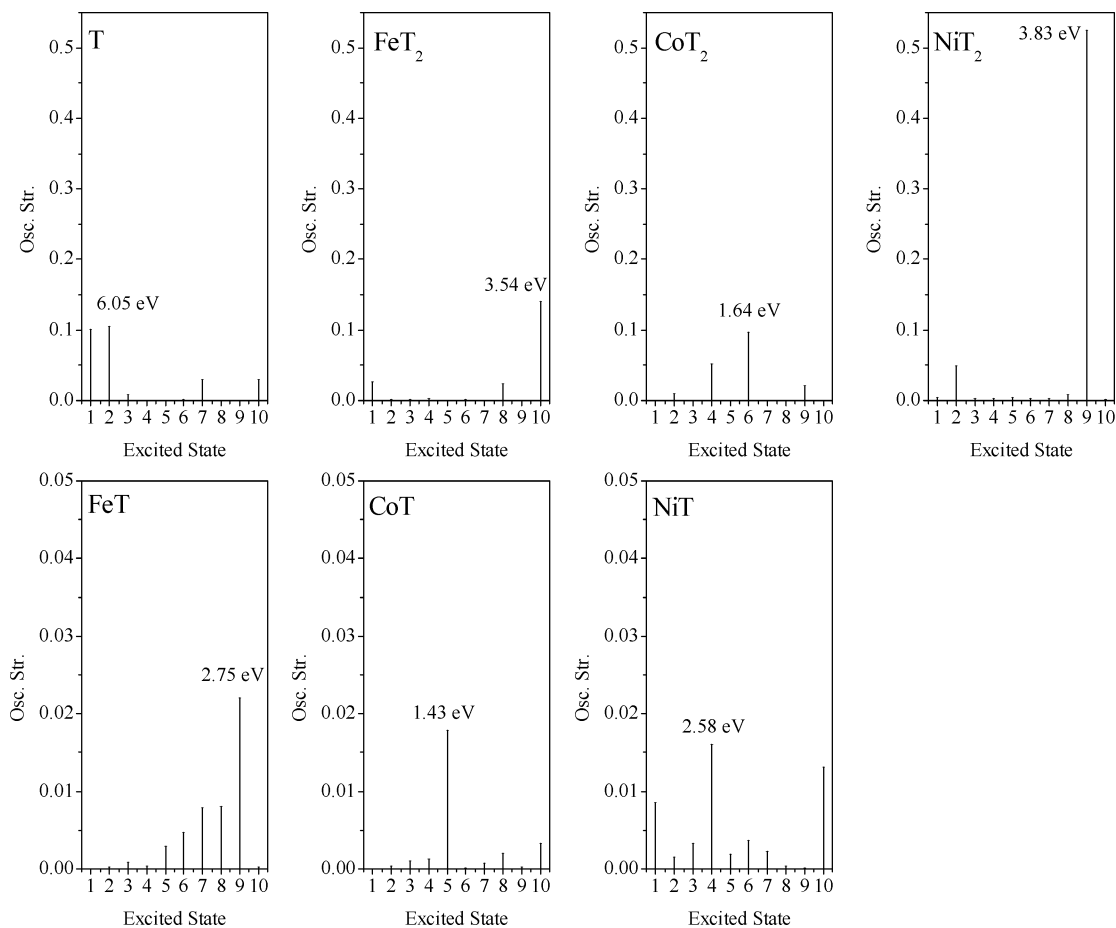 T
0.5
0.4
0.3
0.2
0.1
0.0
Osc. Str.
6.05 eV
1 2 3 4 5 6 7 8 9 10
Excited State
FeT2
0.5
0.4
0.3
0.2
0.1
0.0
Osc. Str.
3.54 eV
1 2 3 4 5 6 7 8 9 10
Excited State
CoT2
0.5
0.4
0.3
0.2
0.1
0.0
Osc. Str.
1.64 eV
1 2 3 4 5 6 7 8 9 10
Excited State
NiT2
3.83 eV
0.5
0.4
0.3
0.2
0.1
0.0
Osc. Str.
1 2 3 4 5 6 7 8 9 10
Excited State
FeT
0.05
0.04
0.03
0.02
0.01
0.00
Osc. Str.
2.75 eV
1 2 3 4 5 6 7 8 9 10
Excited State
CoT
0.05
0.04
0.03
0.02
0.01
0.00
Osc. Str.
1.43 eV
1 2 3 4 5 6 7 8 9 10
Excited State
NiT
0.05
0.04
0.03
0.02
0.01
0.00
Osc. Str.
2.58 eV
1 2 3 4 5 6 7 8 9 10
Excited State